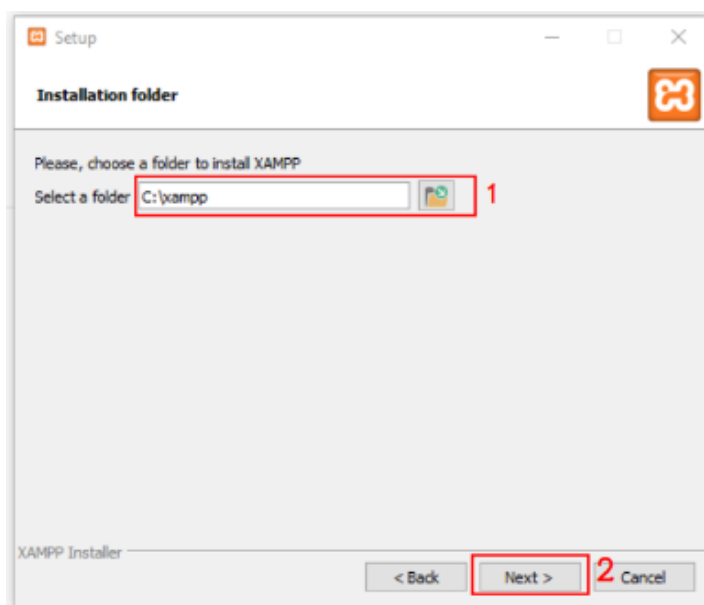 Setup
Installation folder
Please, choose a folder to install XAMPP
Select a folder C:\xampp 1
XAMPP Installer
< Back Next > 2 Cancel